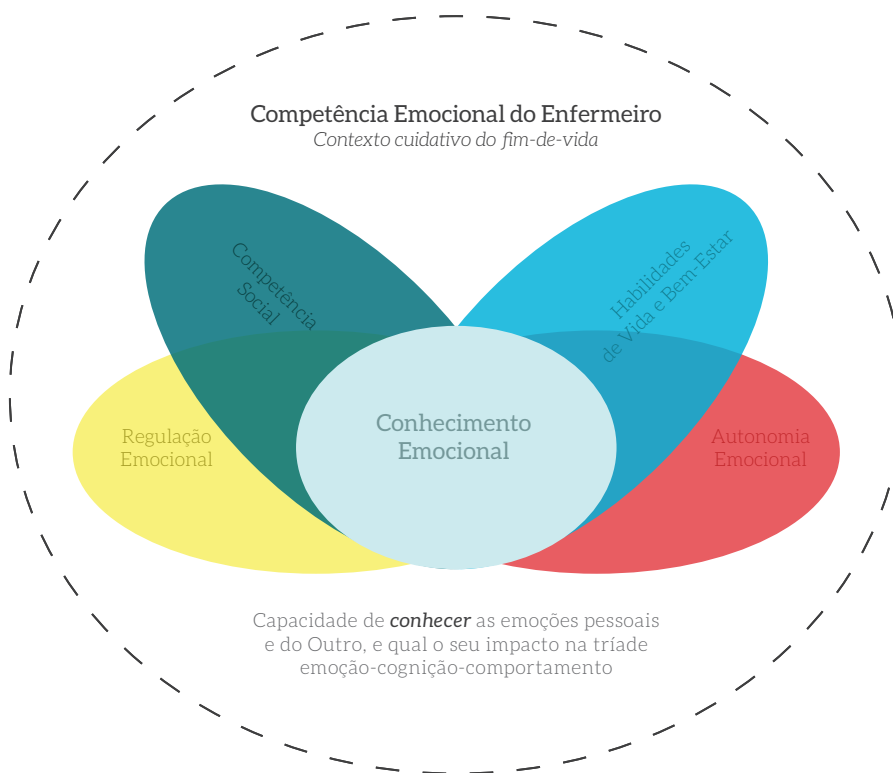 Competência Emocional do Enfermeiro
Contexto cuidativo do fim-de-vida
Competência
Social
Habilidades
de Vida e Bem-Estar
Regulação
Emocional
Conhecimento
Emocional
Autonomia
Emocional
Capacidade de conhecer as emoções pessoais
e do Outro, e qual o seu impacto na tríade
emoção-cognição-comportamento